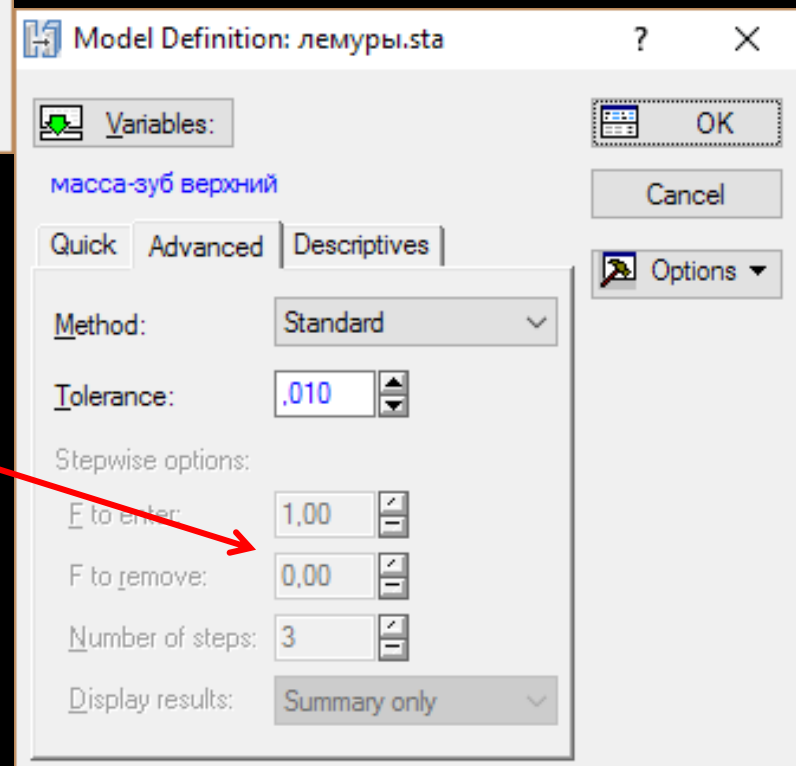 Model Definition: лемуры.sta ? ×
Variables: OK
масса-зуб верхний Cancel
Quick Advanced Descriptives Options
Method: Standard
Tolerance: ,010
Stepwise options:
F to enter: 1,00
F to remove: 0,00
Number of steps: 3
Display results: Summary only